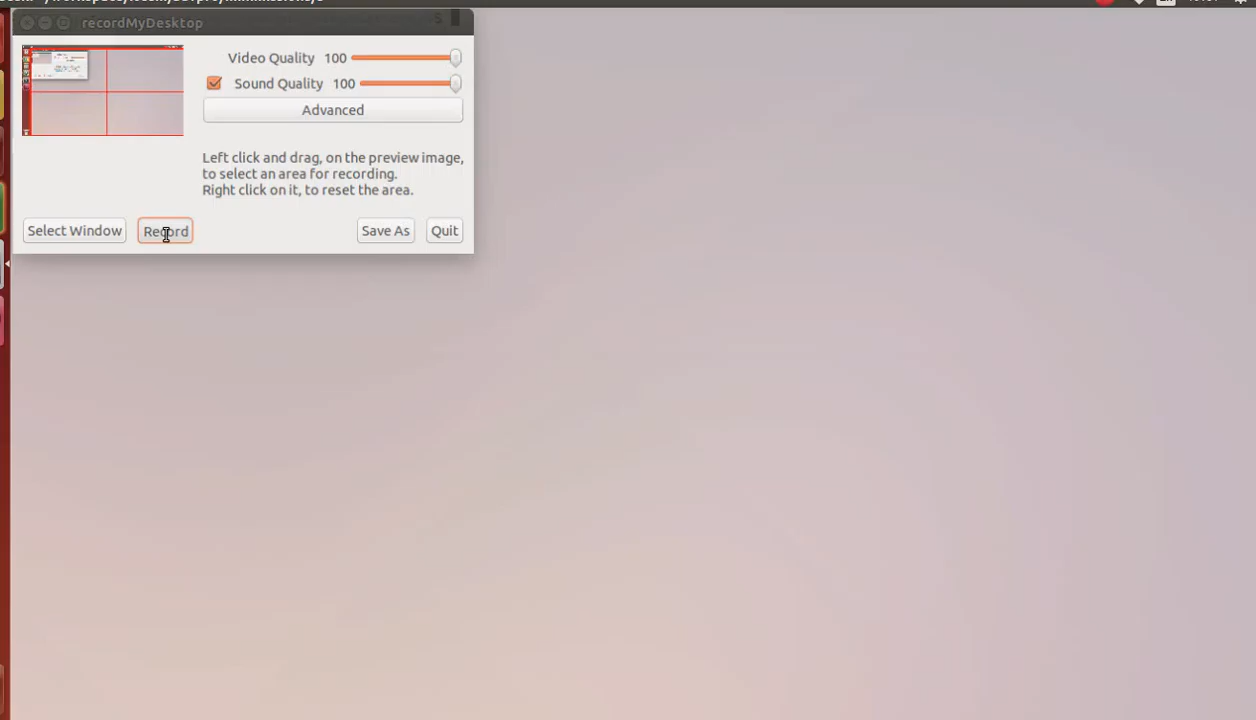 recordMyDesktop
Video Quality 100
Sound Quality 100
Advanced
Left click and drag, on the preview image,
to select an area for recording.
Right click on it, to reset the area.
Select Window Record Save As Quit